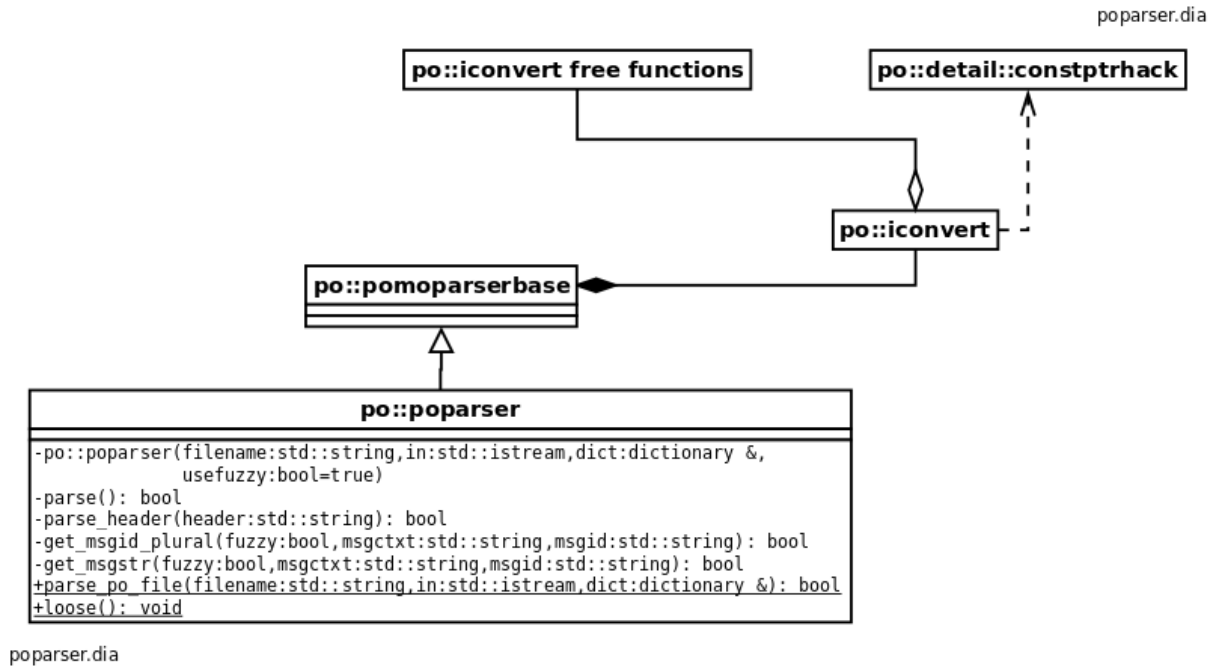 poparser.dia
po::iconvert free functions
po::detail::constptrhack
po::iconvert
po::pomoparserbase
po::poparser
-po::poparser(filename:std::string,in:std::istream,dict:dictionary &,
usefuzzy:bool=true)
-parse(): bool
-parse_header(header:std::string): bool
-get_msgid_plural(fuzzy:bool,msgctxt:std::string,msgid:std::string): bool
-get_msgstr(fuzzy:bool,msgctxt:std::string,msgid:std::string): bool
+parse_po_file(filename:std::string,in:std::istream,dict:dictionary &): bool
+loose(): void
poparser.dia